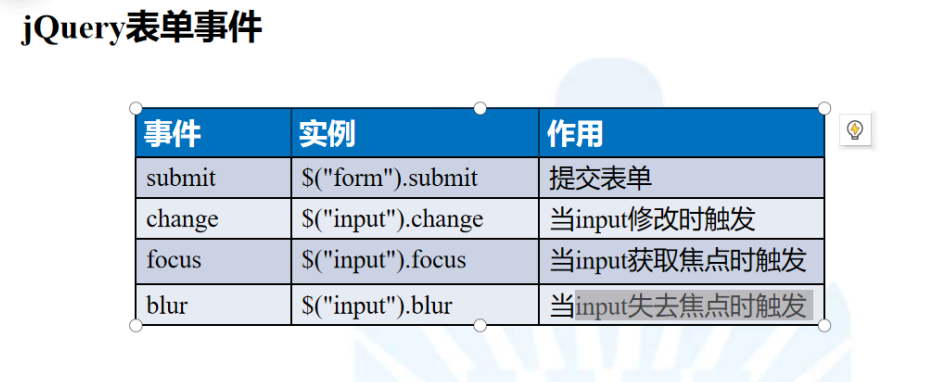 jQuery表单事件
事件 实例 作用
submit $("form").submit 提交表单
change $("input").change 当input修改时触发
focus $("input").focus 当input获取焦点时触发
blur $("input").blur 当input失去焦点时触发